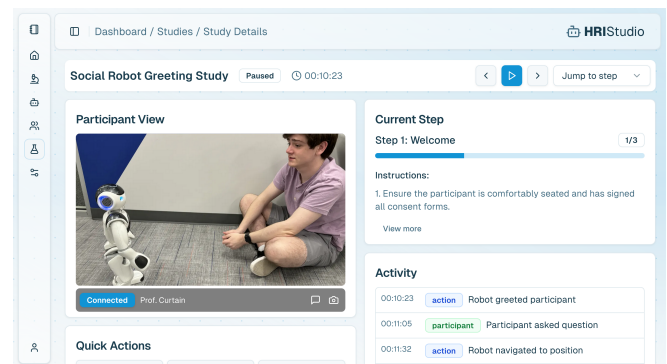 Dashboard / Studies / Study Details
HRIStudio
Social Robot Greeting Study
Paused
00:10:23
Jump to step
Participant View
Connected
Prof. Curtain
Quick Actions
Current Step
Step 1: Welcome
1/3
Instructions:
1. Ensure the participant is comfortably seated and has signed
all consent forms.
View more
Activity
00:10:23 action Robot greeted participant
00:11:05 participant Participant asked question
00:11:32 action Robot navigated to position